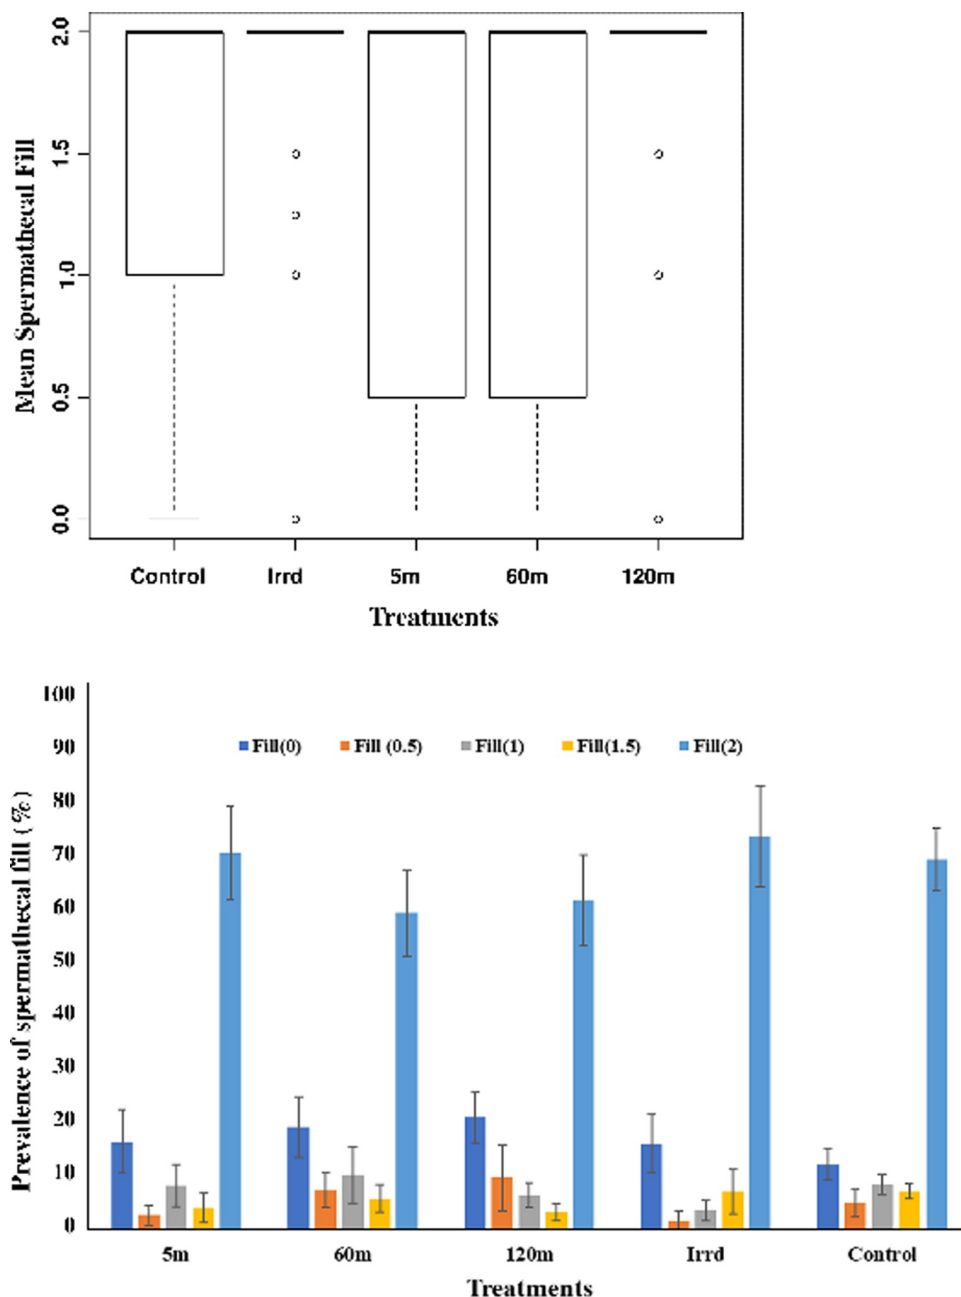 2.0
1.5
1.0
0.5
0.0
Mean Spermathecal Fill
Control Irrd 5m 60m 120m
Treatments
100
90
80
70
60
50
40
30
20
10
0
Prevalence of spermathecal fill (%)
Fill(0) Fill (0.5) Fill(1) Fill(1.5) Fill(2)
5m 60m 120m Irrd Control
Treatments